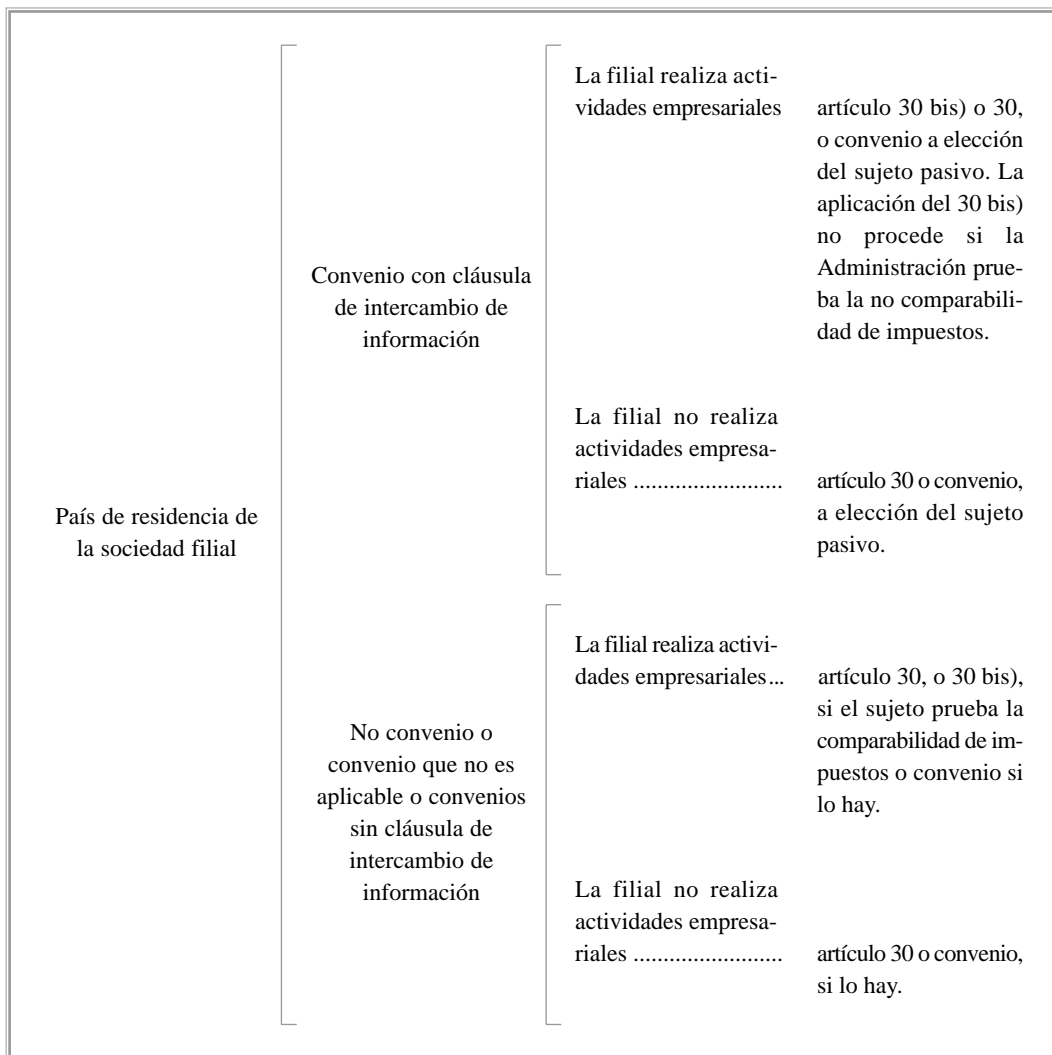 País de residencia de
la sociedad filial
Convenio con cláusula
de intercambio de
información
La filial realiza acti-
vidades empresariales
artículo 30 bis) o 30,
o convenio a elección
del sujeto pasivo. La
aplicación del 30 bis)
no procede si la
Administración prue-
ba la no comparabili-
dad de impuestos.
La filial no realiza
actividades empresa-
riales .........................
artículo 30 o convenio,
a elección del sujeto
pasivo.
No convenio o
convenio que no es
aplicable o convenios
sin cláusula de
intercambio de
información
La filial realiza activi-
dades empresariales...
artículo 30, o 30 bis),
si el sujeto prueba la
comparabilidad de im-
puestos o convenio si
lo hay.
La filial no realiza
actividades empresa-
riales .........................
artículo 30 o convenio,
si lo hay.